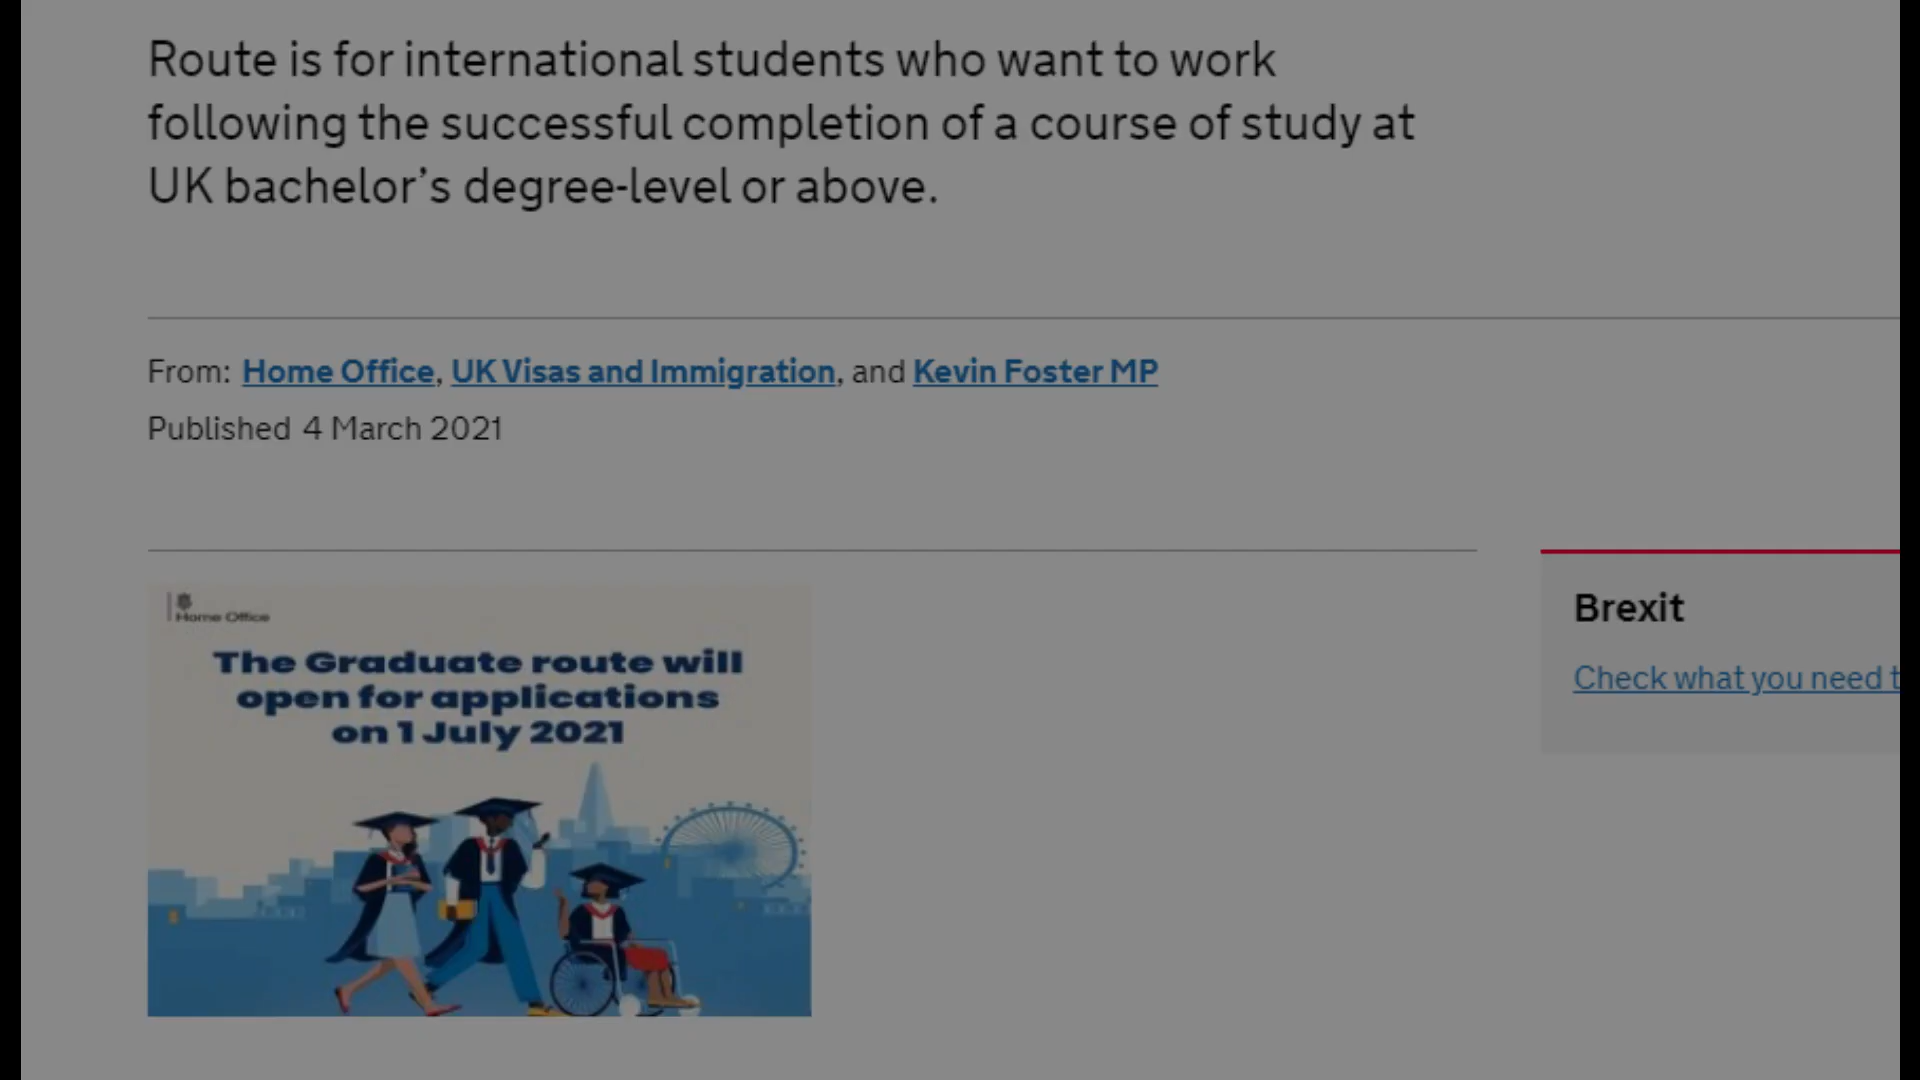 Route is for international students who want to work
following the successful completion of a course of study at
UK bachelor’s degree-level or above.
From: Home Office, UK Visas and Immigration, and Kevin Foster MP
Published 4 March 2021
Home Office
The Graduate route will
open for applications
on 1 July 2021
Brexit
Check what you need t